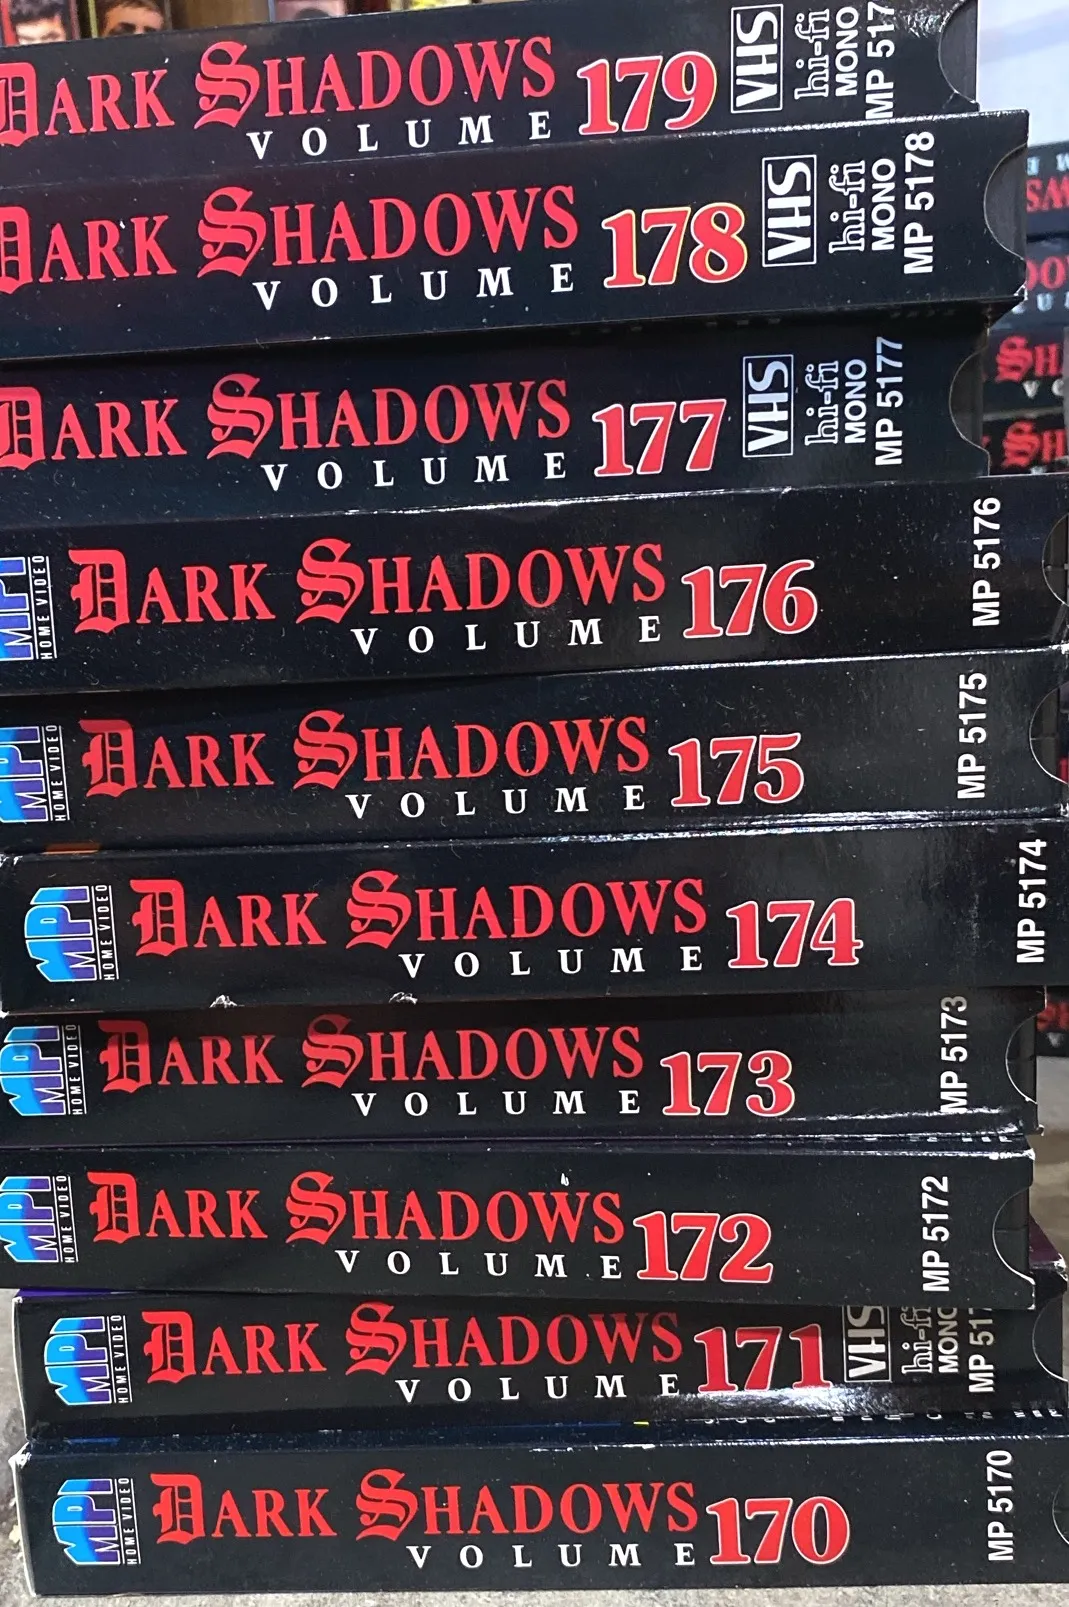 DARK SHADOWS
VOLUME 179
VHS
hi-fi
MONO
MP 517
DARK SHADOWS
VOLUME 178
VHS
hi-fi
MONO
MP 5178
DARK SHADOWS
VOLUME 177
VHS
hi-fi
MONO
MP 5177
MPI
HOME VIDEO
DARK SHADOWS
VOLUME 176
MP 5176
MPI
HOME VIDEO
DARK SHADOWS
VOLUME 175
MP 5175
MPI
HOME VIDEO
DARK SHADOWS
VOLUME 174
MP 5174
MPI
HOME VIDEO
DARK SHADOWS
VOLUME 173
MP 5173
MPI
HOME VIDEO
DARK SHADOWS
VOLUME 172
MP 5172
MPI
HOME VIDEO
DARK SHADOWS
VOLUME 171
VHS
hi-fi
MONO
MP 517
MPI
HOME VIDEO
DARK SHADOWS
VOLUME 170
MP 5170